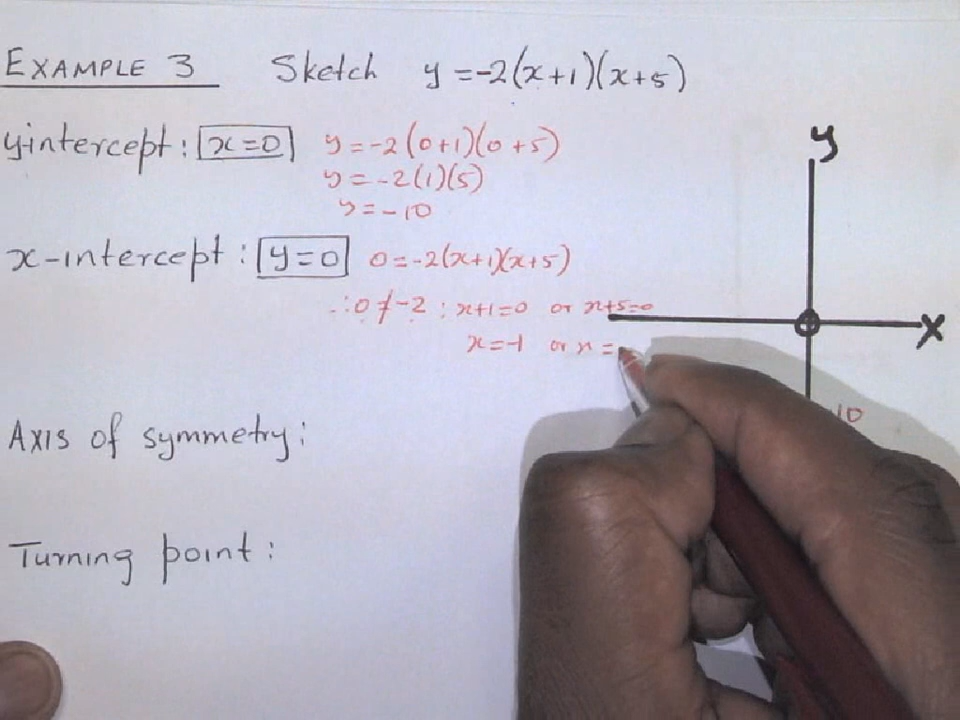 EXAMPLE 3 Sketch y = -2(x+1)(x+5)
y-intercept: x=0 y = -2(0+1)(0+5)
y = -2(1)(5)
y = -10
x-intercept: y=0 0 = -2(x+1)(x+5)
∴ 0 ≠ -2 : x+1=0 or x+5=0
x = -1 or x =
Axis of symmetry:
Turning point:
y
x
10